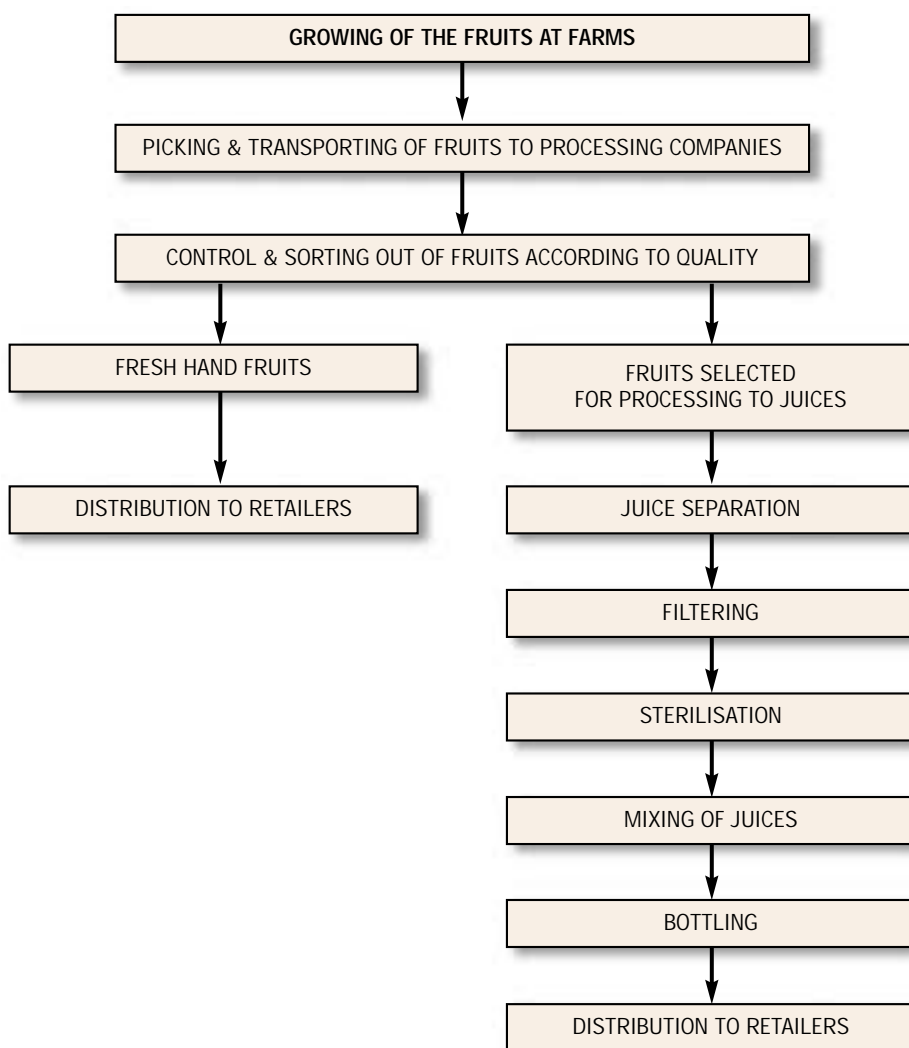 GROWING OF THE FRUITS AT FARMS
PICKING & TRANSPORTING OF FRUITS TO PROCESSING COMPANIES
CONTROL & SORTING OUT OF FRUITS ACCORDING TO QUALITY
FRESH HAND FRUITS
DISTRIBUTION TO RETAILERS
FRUITS SELECTED
FOR PROCESSING TO JUICES
JUICE SEPARATION
FILTERING
STERILISATION
MIXING OF JUICES
BOTTLING
DISTRIBUTION TO RETAILERS